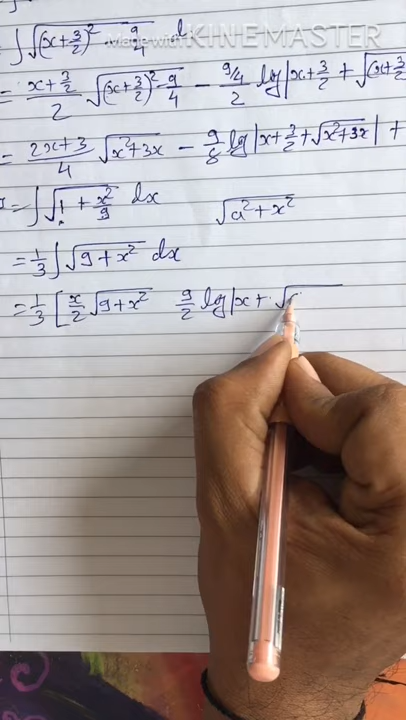 ∫ √(x+3/2)² 9/4 d
Made with KINEMASTER
= x+3/2 / 2 √(x+3/2)²-9/4 - 9/4 / 2 log|x+3/2 + √(x+3/2
= 2x+3 / 4 √x²+3x - 9/8 log|x+3/2+√x²+3x| +
= ∫ √1 + x²/9 dx √a²+x²
= 1/3 ∫ √9+x² dx
= 1/3 [ x/2 √9+x² 9/2 log|x+ √